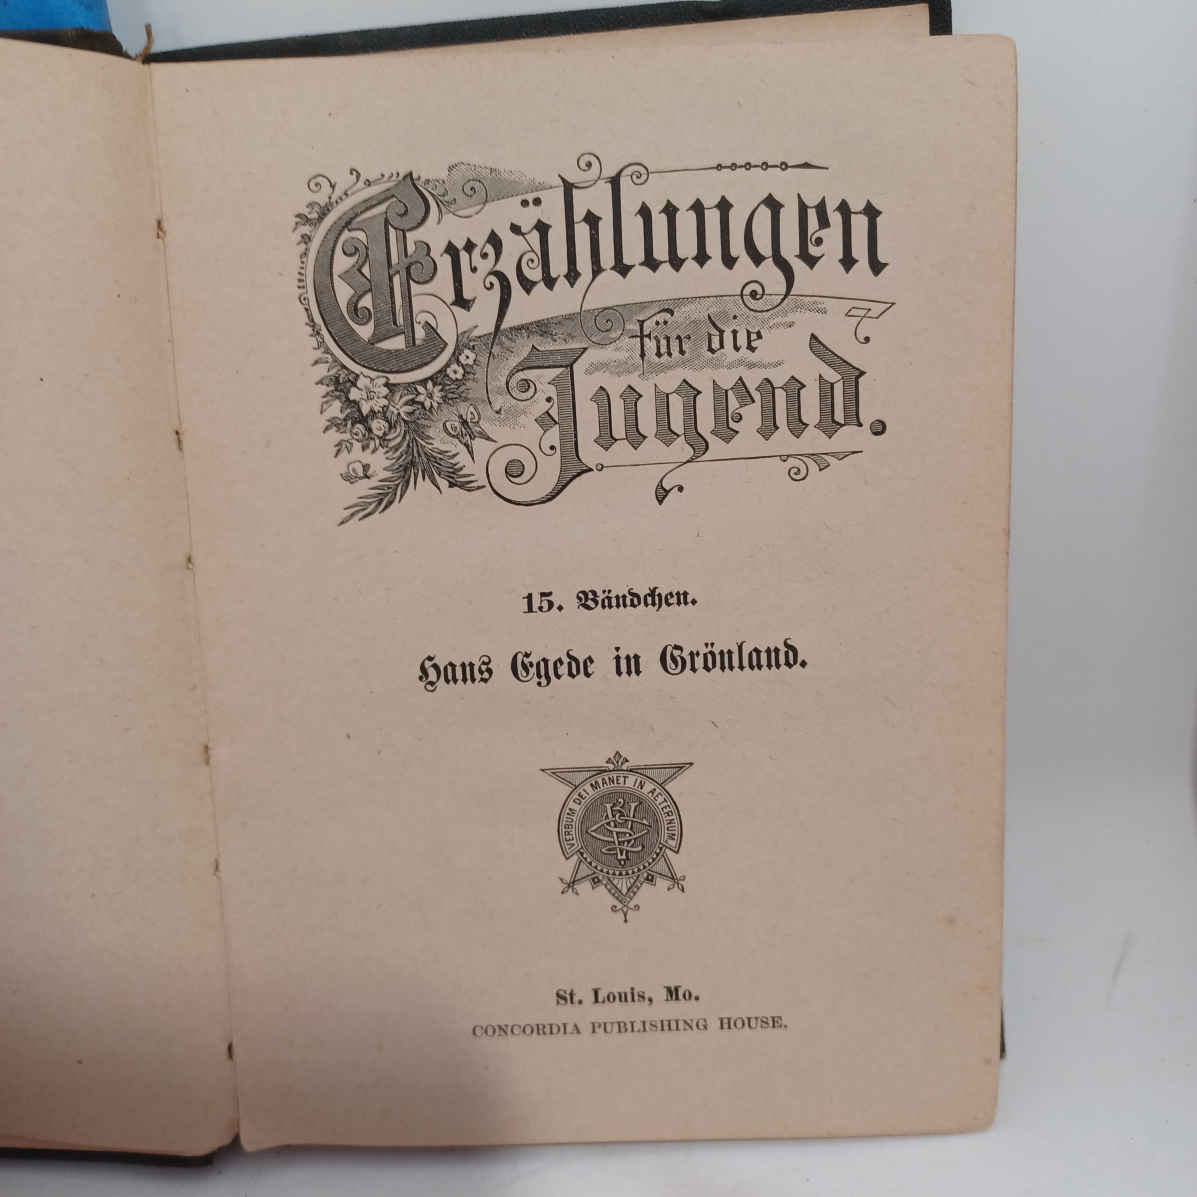 Erzählungen
für die
Jugend.
15. Bändchen.
Hans Egede in Grönland.
VERBUM DEI MANET IN AETERNUM
St. Louis, Mo.
CONCORDIA PUBLISHING HOUSE.